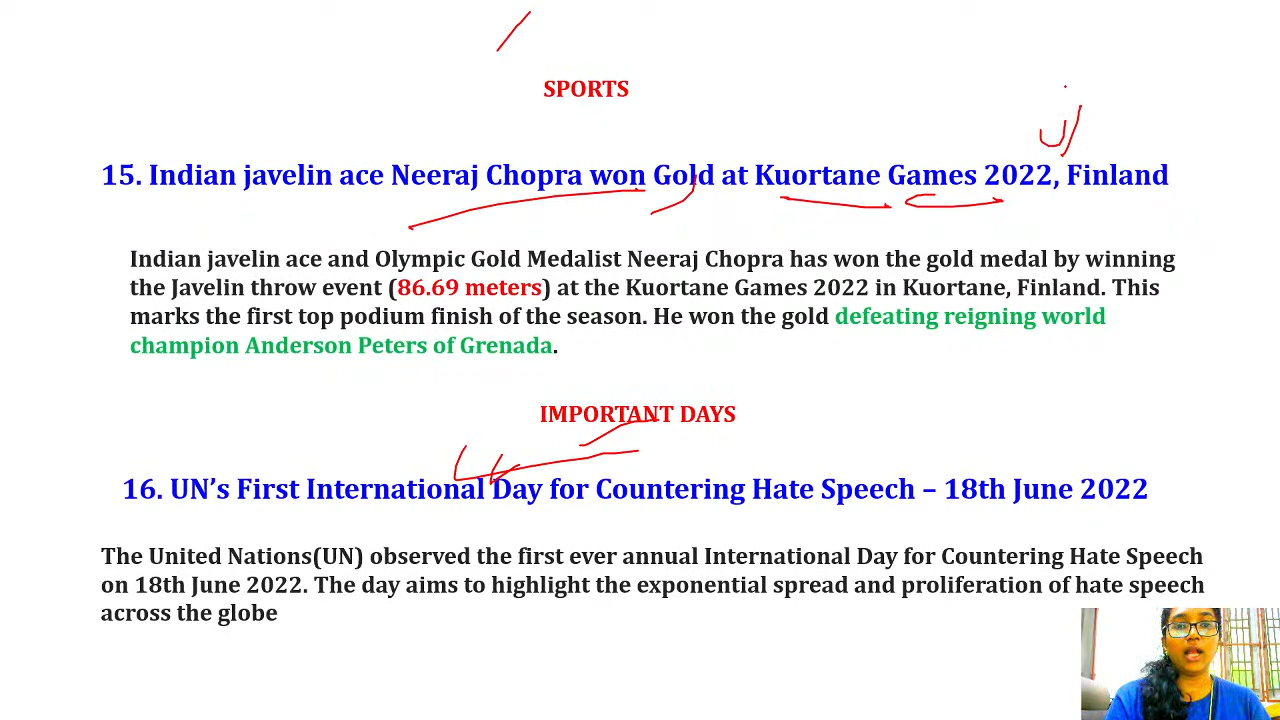 SPORTS
15. Indian javelin ace Neeraj Chopra won Gold at Kuortane Games 2022, Finland
Indian javelin ace and Olympic Gold Medalist Neeraj Chopra has won the gold medal by winning
the Javelin throw event (86.69 meters) at the Kuortane Games 2022 in Kuortane, Finland. This
marks the first top podium finish of the season. He won the gold defeating reigning world
champion Anderson Peters of Grenada.
IMPORTANT DAYS
16. UN’s First International Day for Countering Hate Speech – 18th June 2022
The United Nations(UN) observed the first ever annual International Day for Countering Hate Speech
on 18th June 2022. The day aims to highlight the exponential spread and proliferation of hate speech
across the globe